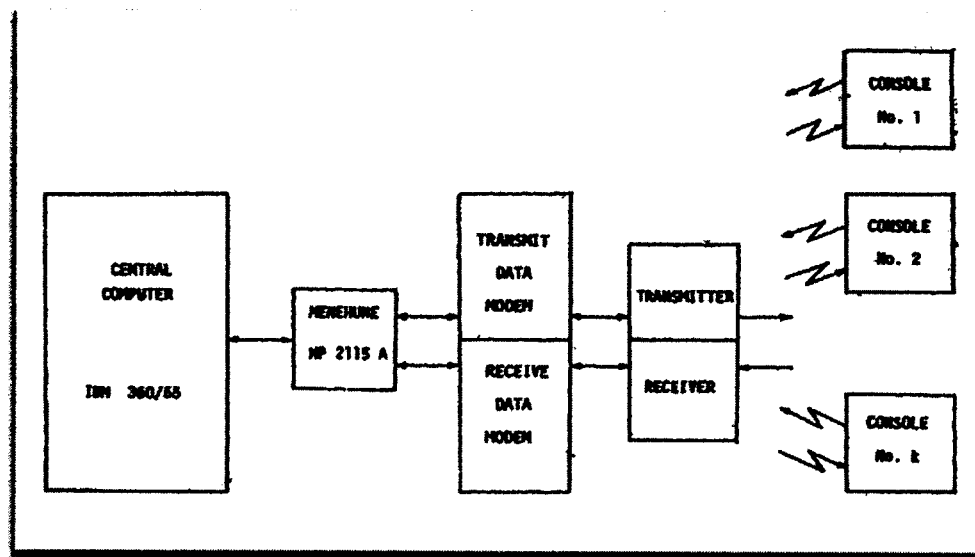 CENTRAL
COMPUTER
IBM 360/65
MENEHUNE
HP 2115 A
TRANSMIT
DATA
MODEM
RECEIVE
DATA
MODEM
TRANSMITTER
RECEIVER
CONSOLE
No. 1
CONSOLE
No. 2
CONSOLE
No. k